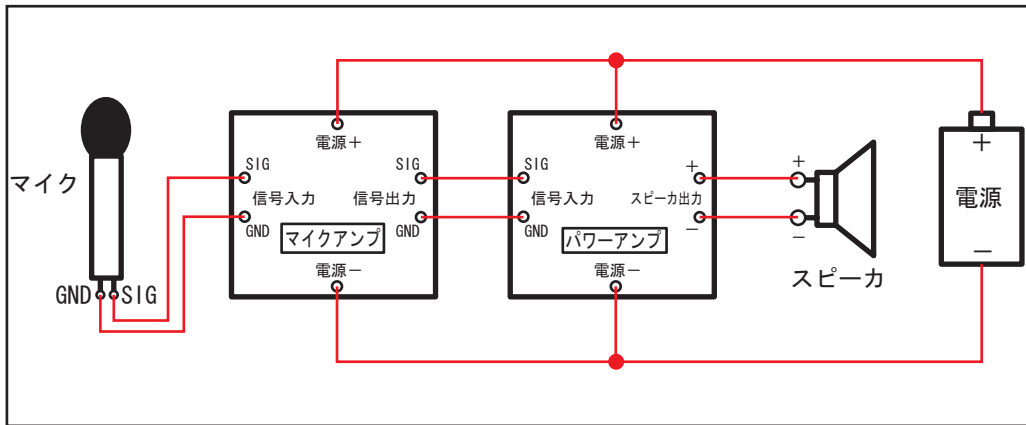 マイク
GND SIG
電源+
SIG SIG
信号入力 信号出力
GND GND
マイクアンプ
電源−
電源+
SIG +
信号入力 スピーカ出力
GND −
パワーアンプ
電源−
+
−
スピーカ
+
電源
−